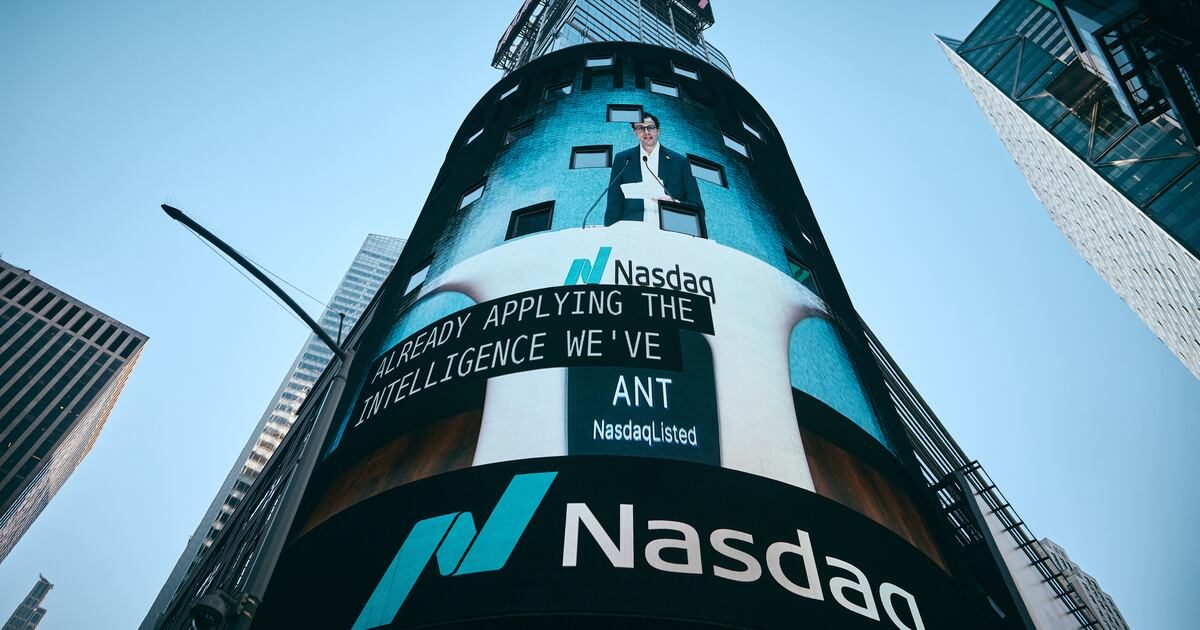 Nasdaq
ALREADY APPLYING THE
INTELLIGENCE WE'VE
ANT
NasdaqListed
Nasdaq